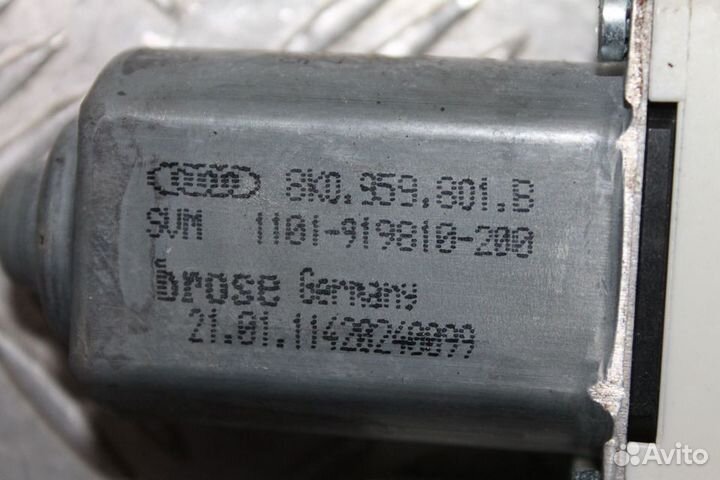 8K0.959.801.B
SVM 1101-919810-200
brose Germany
21.01.11420240099
Avito